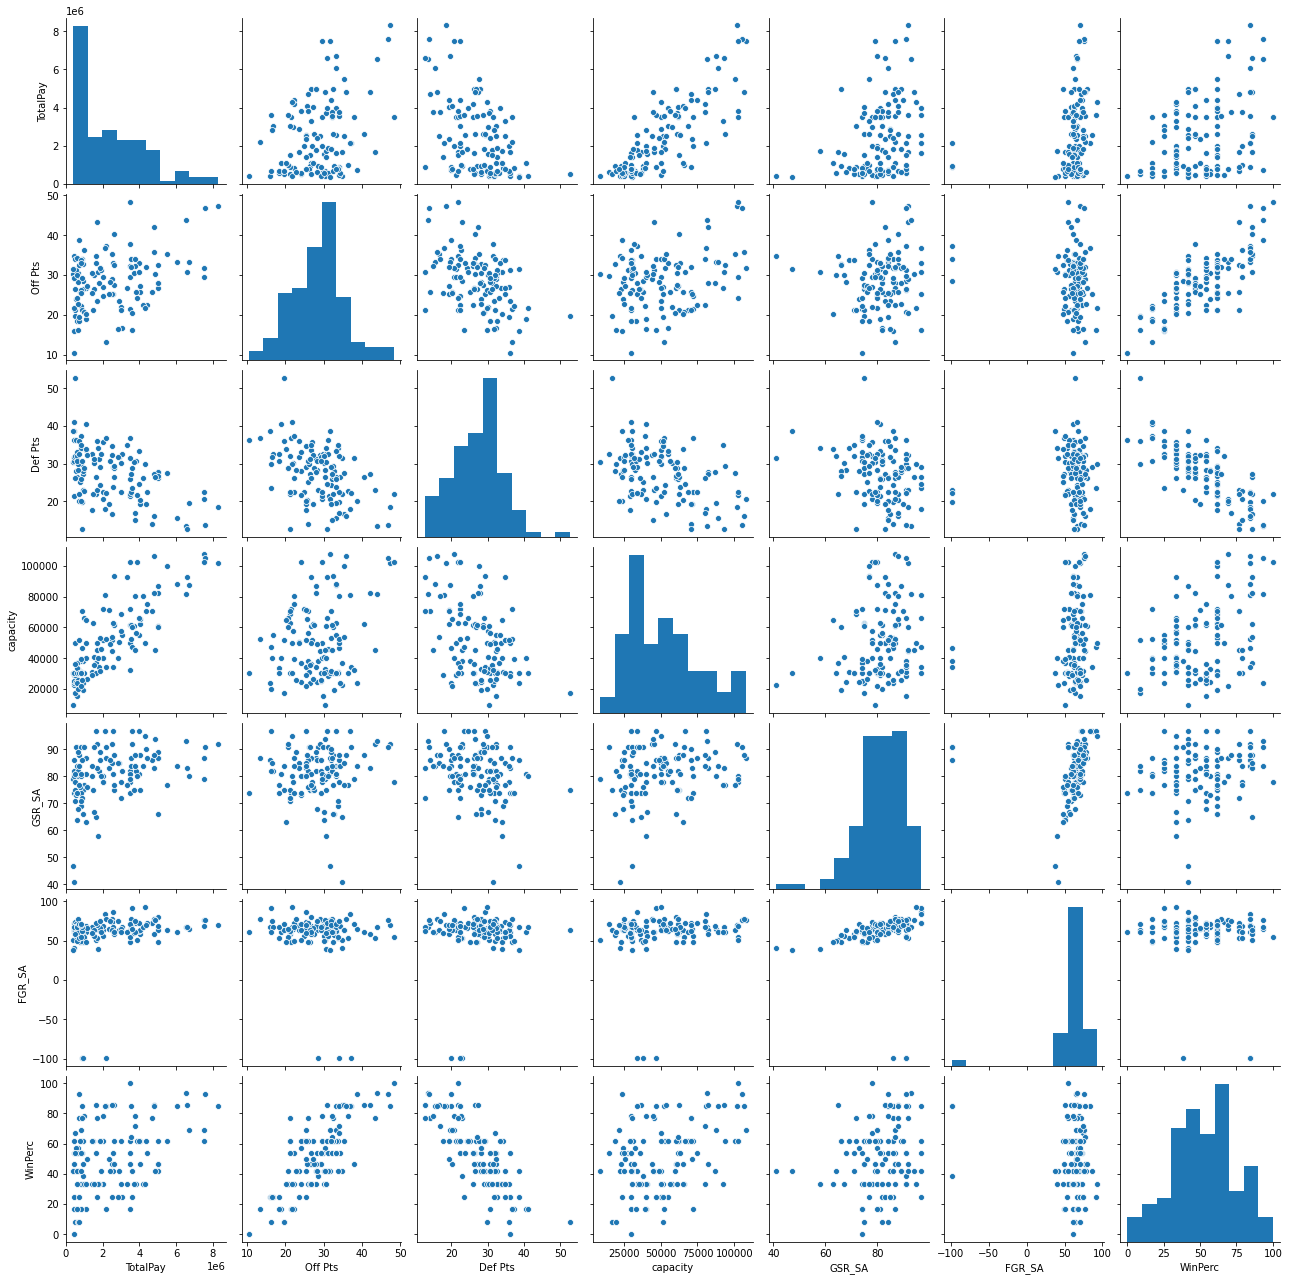 1e6
8
6
4
2
0
TotalPay
50
40
30
20
10
Off Pts
50
40
30
20
Def Pts
100000
80000
60000
40000
20000
capacity
90
80
70
60
50
40
GSR_SA
100
50
0
−50
−100
FGR_SA
100
80
60
40
20
0
WinPerc
0 2 4 6 8
1e6
TotalPay
10 20 30 40 50
Off Pts
20 30 40 50
Def Pts
25000 50000 75000 100000
capacity
40 60 80
GSR_SA
−100 −50 0 50 100
FGR_SA
0 25 50 75 100
WinPerc